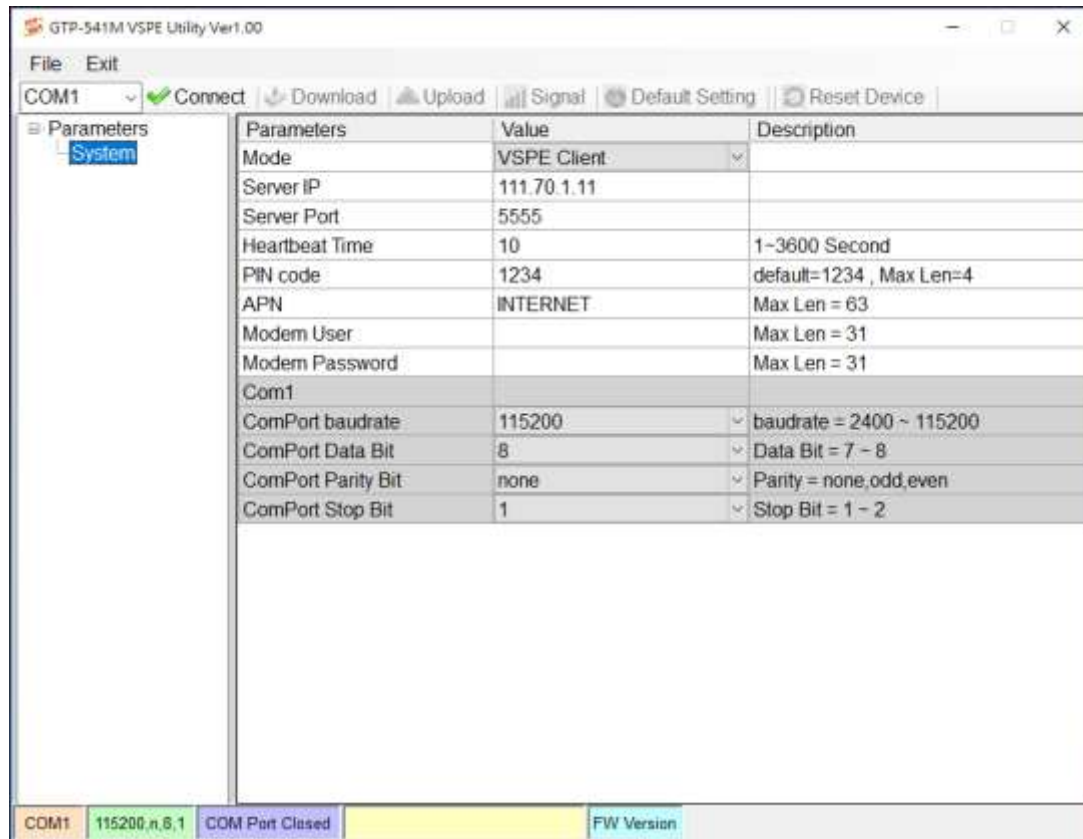 GTP-541M VSPE Utility Ver1.00
File Exit
COM1 Connect Download Upload Signal Default Setting Reset Device
Parameters
System
Parameters Value Description
Mode VSPE Client
Server IP 111.70.1.11
Server Port 5555
Heartbeat Time 10 1~3600 Second
PIN code 1234 default=1234 , Max Len=4
APN INTERNET Max Len = 63
Modem User Max Len = 31
Modem Password Max Len = 31
Com1
ComPort baudrate 115200 baudrate = 2400 ~ 115200
ComPort Data Bit 8 Data Bit = 7 ~ 8
ComPort Parity Bit none Parity = none,odd,even
ComPort Stop Bit 1 Stop Bit = 1 ~ 2
COM1 115200,n,8,1 COM Port Closed FW Version